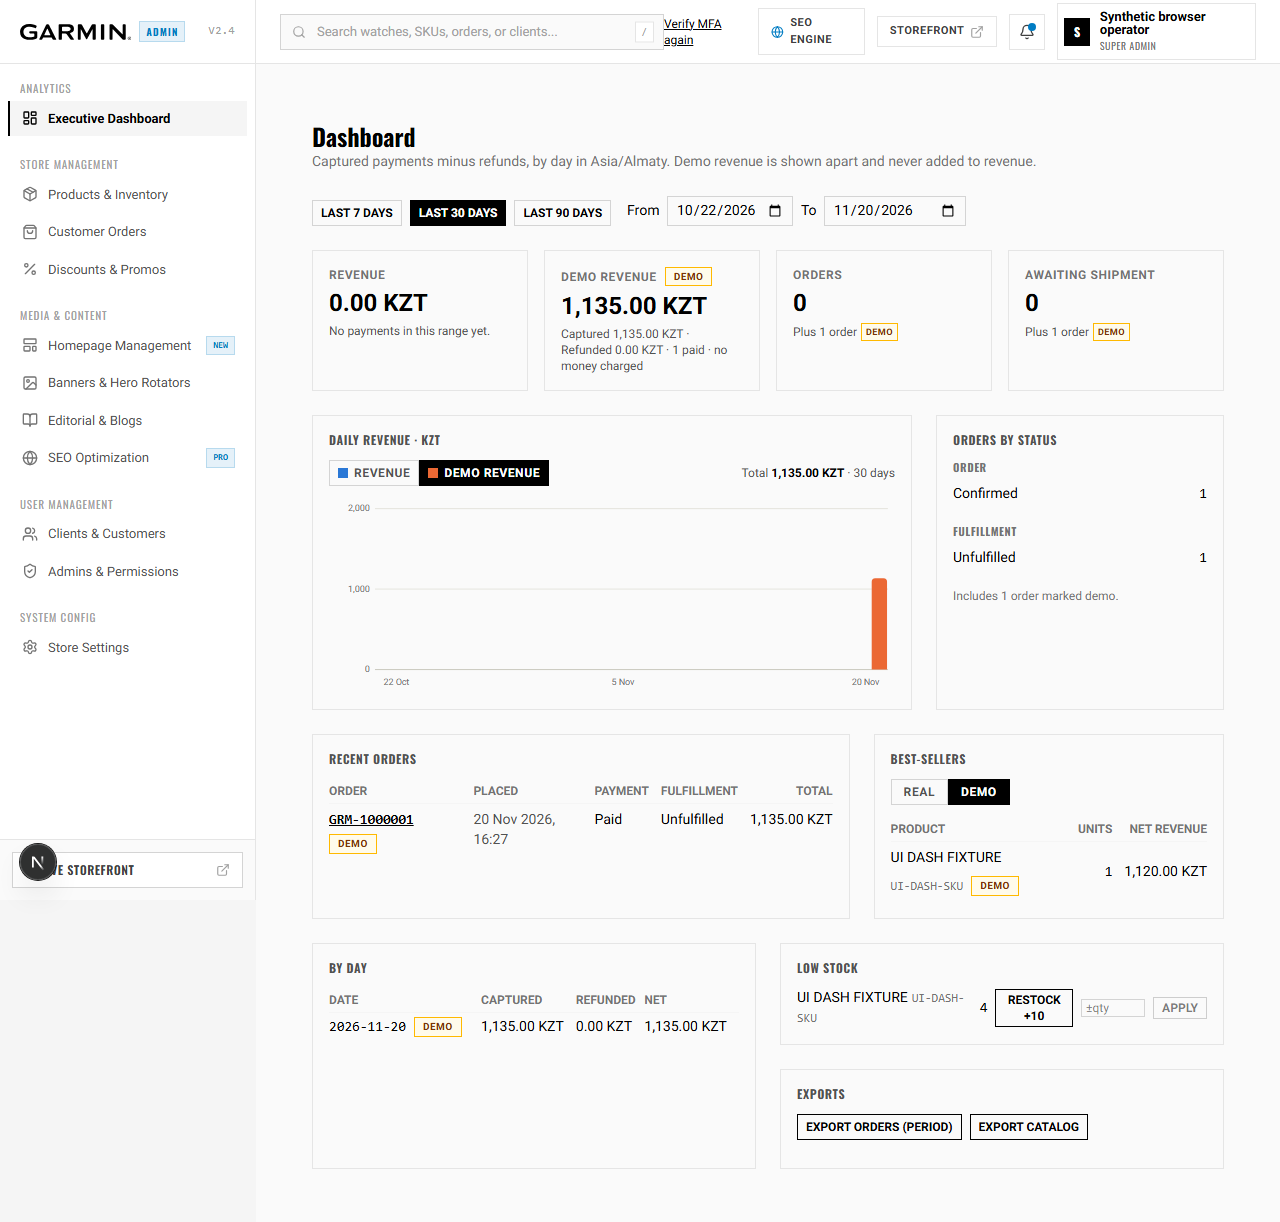 GARMIN. ADMIN V2.4
Search watches, SKUs, orders, or clients... /
Verify MFA
again
SEO
ENGINE
STOREFRONT
S
Synthetic browser
operator
SUPER ADMIN
ANALYTICS
Executive Dashboard
STORE MANAGEMENT
Products & Inventory
Customer Orders
Discounts & Promos
MEDIA & CONTENT
Homepage Management NEW
Banners & Hero Rotators
Editorial & Blogs
SEO Optimization PRO
USER MANAGEMENT
Clients & Customers
Admins & Permissions
SYSTEM CONFIG
Store Settings
N
VE STOREFRONT
Dashboard
Captured payments minus refunds, by day in Asia/Almaty. Demo revenue is shown apart and never added to revenue.
LAST 7 DAYS LAST 30 DAYS LAST 90 DAYS From 10/22/2026 To 11/20/2026
REVENUE
0.00 KZT
No payments in this range yet.
DEMO REVENUE DEMO
1,135.00 KZT
Captured 1,135.00 KZT ·
Refunded 0.00 KZT · 1 paid · no
money charged
ORDERS
0
Plus 1 order DEMO
AWAITING SHIPMENT
0
Plus 1 order DEMO
DAILY REVENUE · KZT
REVENUE DEMO REVENUE Total 1,135.00 KZT · 30 days
2,000
1,000
0
22 Oct 5 Nov 20 Nov
ORDERS BY STATUS
ORDER
Confirmed 1
FULFILLMENT
Unfulfilled 1
Includes 1 order marked demo.
RECENT ORDERS
ORDER PLACED PAYMENT FULFILLMENT TOTAL
GRM-1000001 20 Nov 2026, Paid Unfulfilled 1,135.00 KZT
DEMO 16:27
BEST-SELLERS
REAL DEMO
PRODUCT UNITS NET REVENUE
UI DASH FIXTURE
UI-DASH-SKU DEMO 1 1,120.00 KZT
BY DAY
DATE CAPTURED REFUNDED NET
2026-11-20 DEMO 1,135.00 KZT 0.00 KZT 1,135.00 KZT
LOW STOCK
UI DASH FIXTURE UI-DASH-
SKU
4
RESTOCK
+10
±qty
APPLY
EXPORTS
EXPORT ORDERS (PERIOD) EXPORT CATALOG